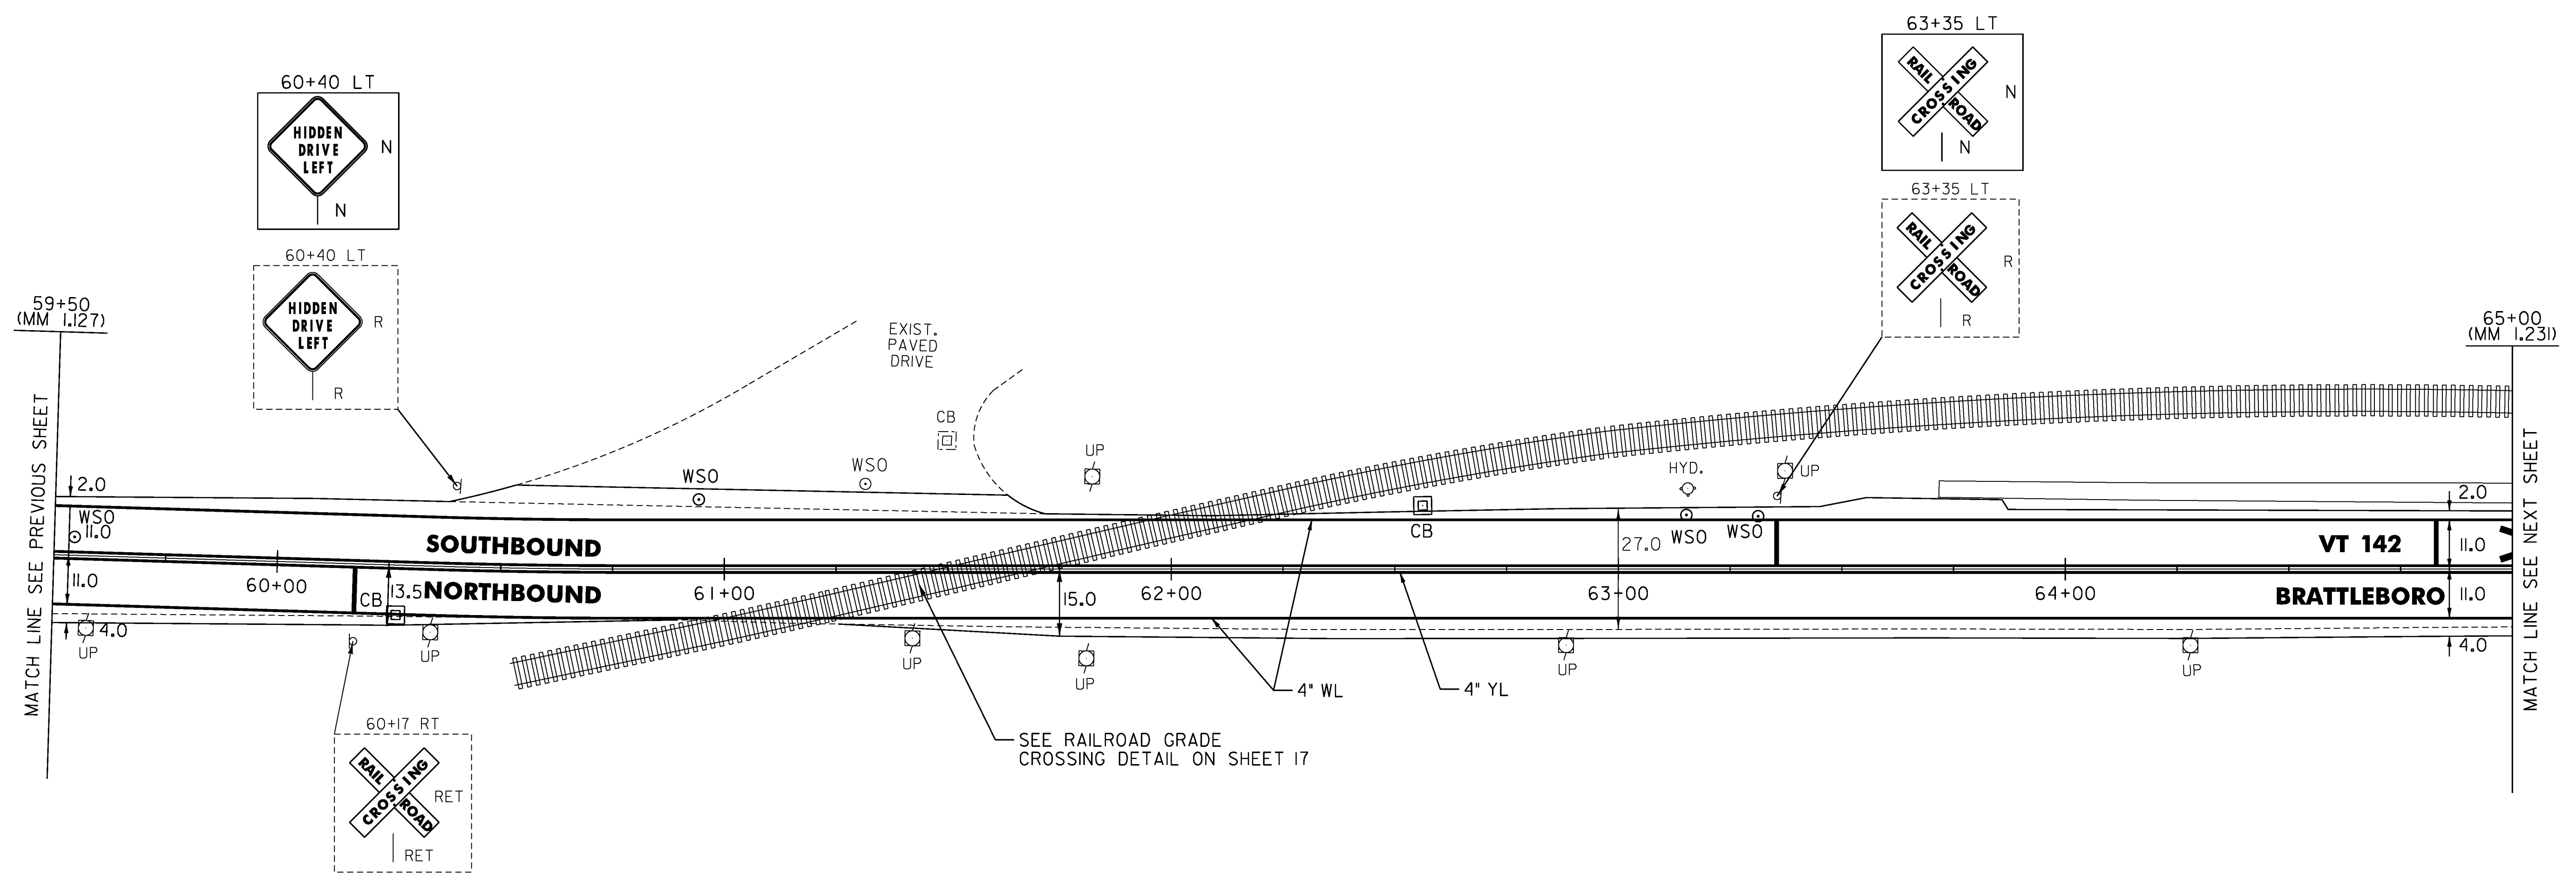 63+35 LT
RAIL ROAD
CROSSING
N
N
60+40 LT
HIDDEN
DRIVE
LEFT
N
N
63+35 LT
RAIL ROAD
CROSSING
R
R
60+40 LT
HIDDEN
DRIVE
LEFT
R
R
59+50
(MM 1.127)
65+00
(MM 1.231)
EXIST.
PAVED
DRIVE
CB
UP
WSO
WSO
HYD.
UP
MATCH LINE SEE PREVIOUS SHEET
MATCH LINE SEE NEXT SHEET
2.0
2.0
WSO
11.0
SOUTHBOUND
CB
27.0
WSO
WSO
VT 142
11.0
11.0
60+00
CB
13.5
NORTHBOUND
61+00
15.0
62+00
63+00
64+00
BRATTLEBORO
11.0
4.0
UP
UP
UP
UP
UP
UP
4.0
4" WL
4" YL
SEE RAILROAD GRADE
CROSSING DETAIL ON SHEET 17
60+17 RT
RAIL ROAD
CROSSING
RET
RET